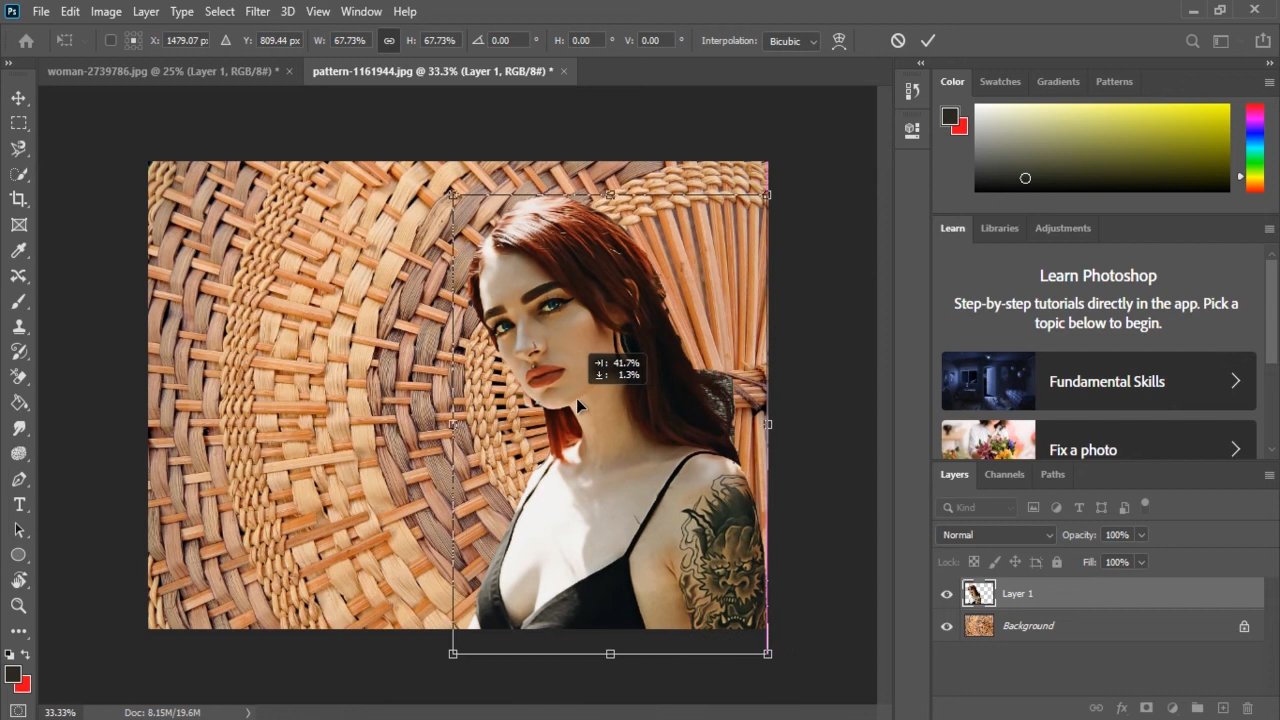 Ps File Edit Image Layer Type Select Filter 3D View Window Help
X: 1479.07 px Y: 809.44 px W: 67.73% H: 67.73% 0.00 ° H: 0.00 ° V: 0.00 ° Interpolation: Bicubic
woman-2739786.jpg @ 25% (Layer 1, RGB/8#) * × pattern-1161944.jpg @ 33.3% (Layer 1, RGB/8#) * ×
Color Swatches Gradients Patterns
Learn Libraries Adjustments
Learn Photoshop
Step-by-step tutorials directly in the app. Pick a
topic below to begin.
Fundamental Skills
Fix a photo
: 41.7%
: 1.3%
Layers Channels Paths
Kind
Normal Opacity: 100%
Lock: Fill: 100%
Layer 1
Background
33.33% Doc: 8.15M/19.6M